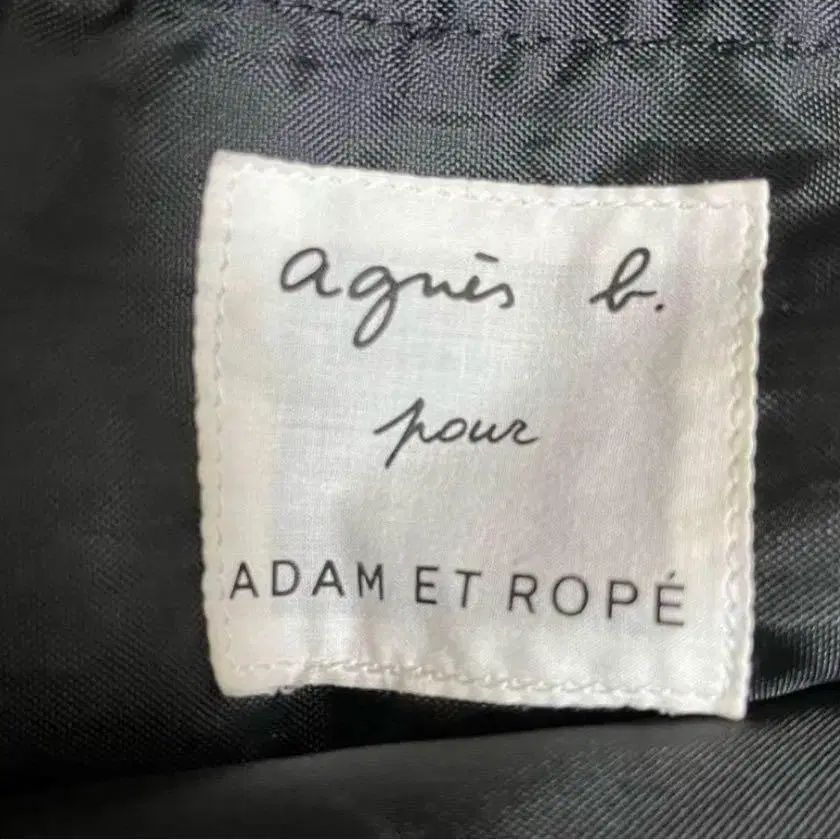 agnès b.
pour
ADAM ET ROPÉ